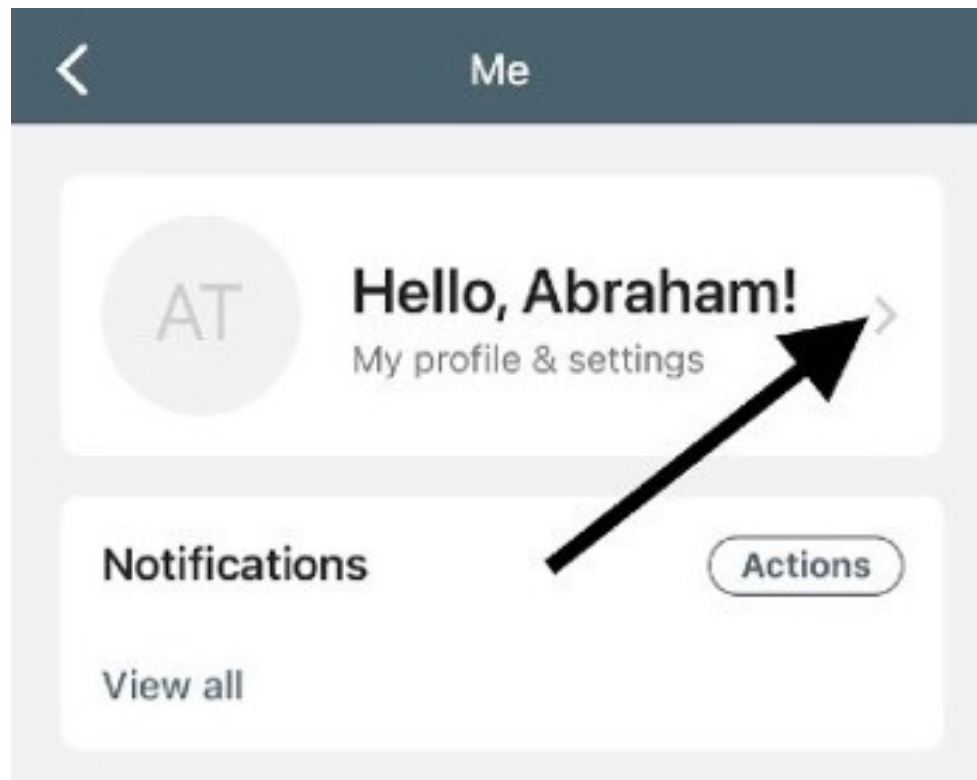 Me
AT
Hello, Abraham!
My profile & settings
Notifications
Actions
View all